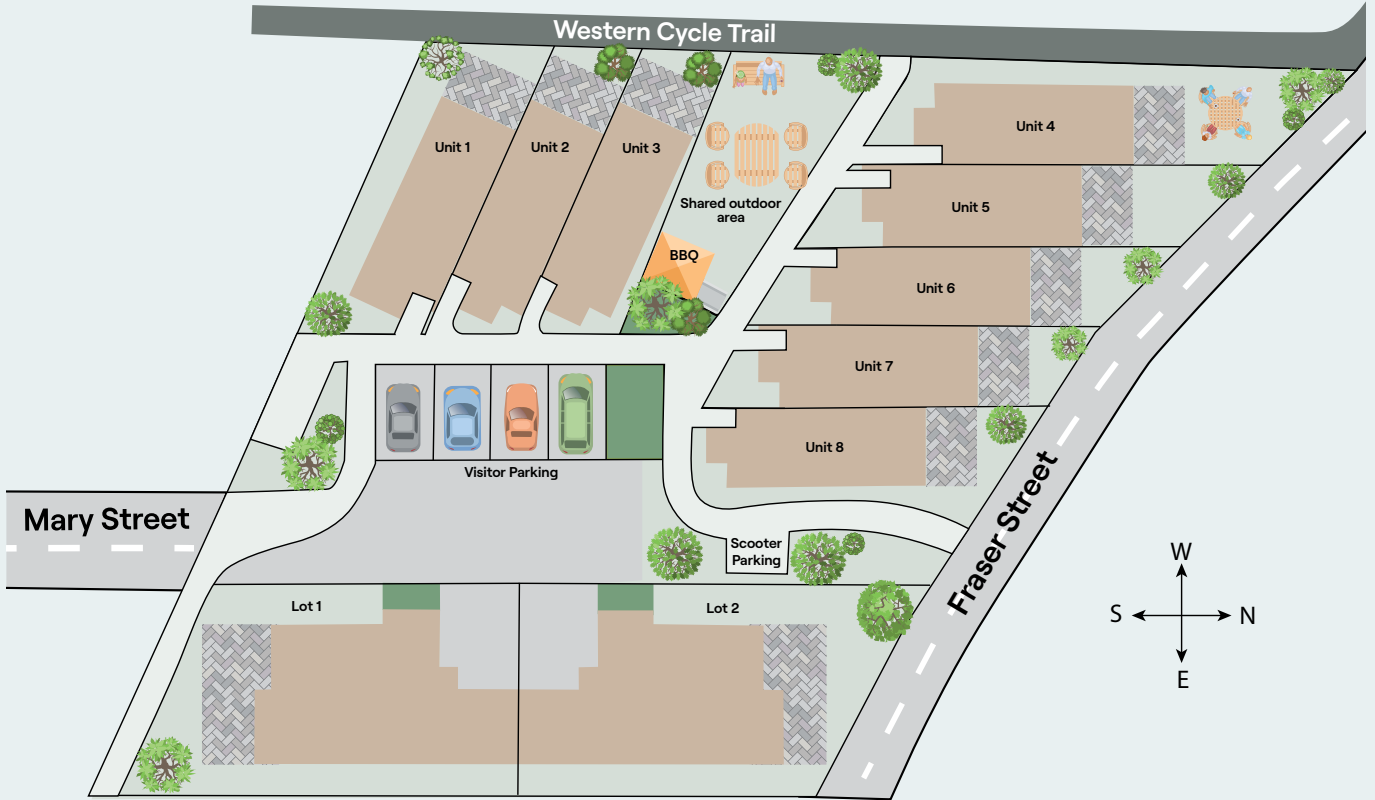 Western Cycle Trail
Unit 1
Unit 2
Unit 3
Unit 4
Unit 5
Shared outdoor
area
BBQ
Unit 6
Unit 7
Unit 8
Visitor Parking
Mary Street
Fraser Street
Scooter
Parking
Lot 1
Lot 2
W
S
N
E